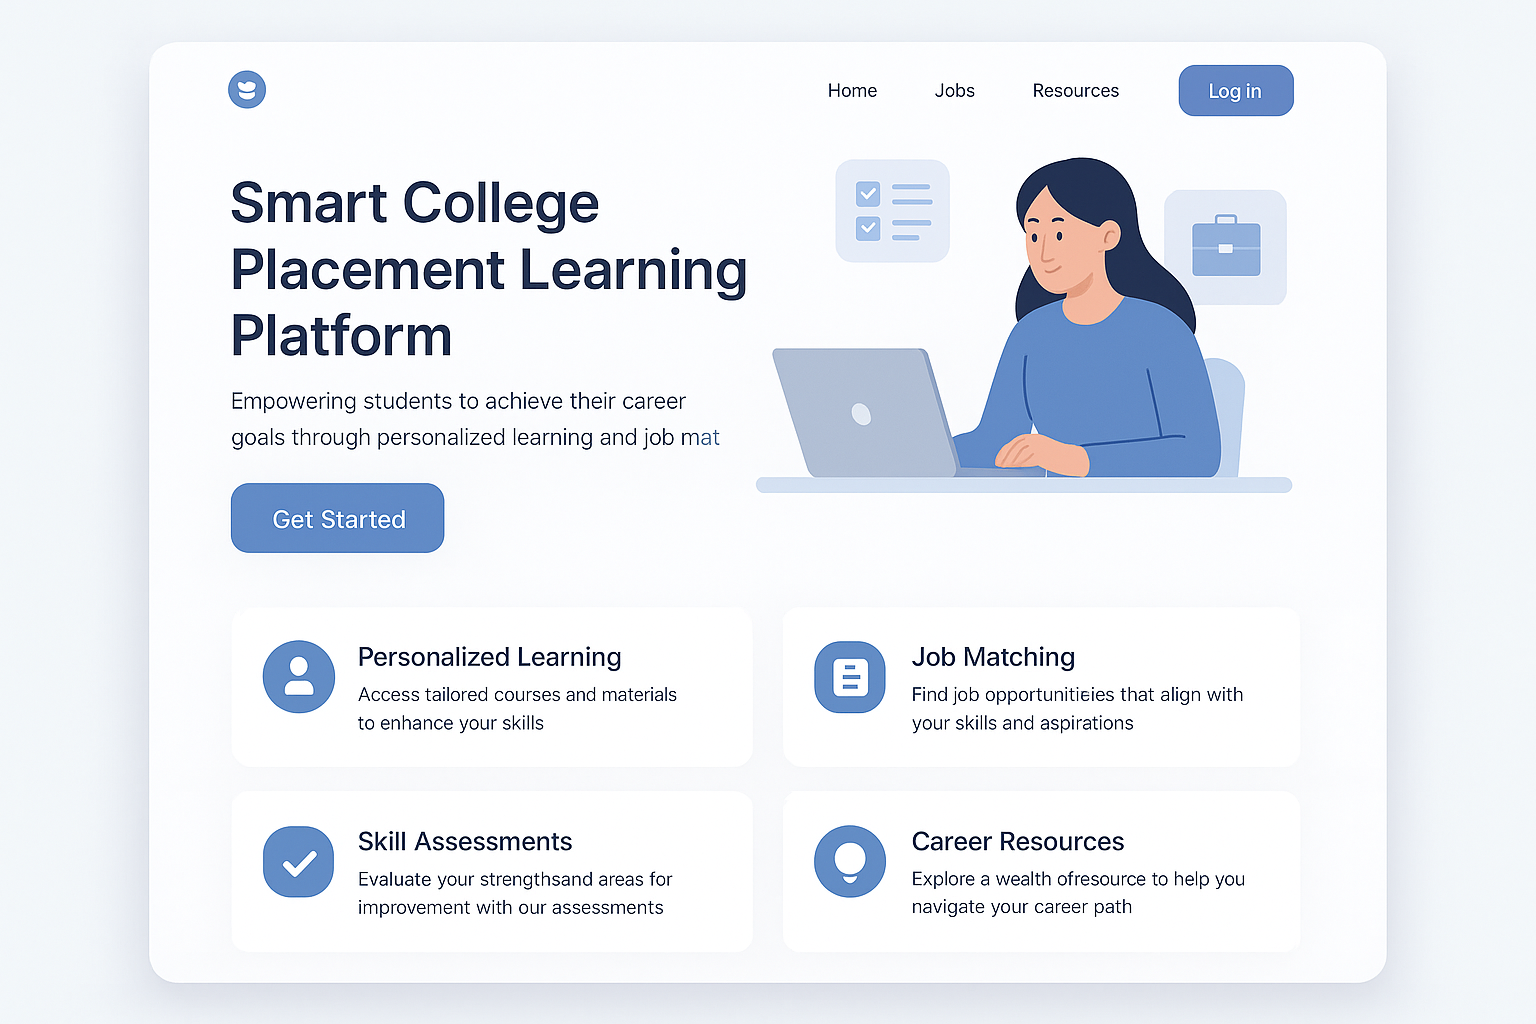 Home
Jobs
Resources
Log in
Smart College
Placement Learning
Platform
Empowering students to achieve their career
goals through personalized learning and job mat
Get Started
Personalized Learning
Access tailored courses and materials
to enhance your skills
Job Matching
Find job opportunitieies that align with
your skills and aspirations
Skill Assessments
Evaluate your strengthsand areas for
improvement with our assessments
Career Resources
Explore a wealth ofresource to help you
navigate your career path